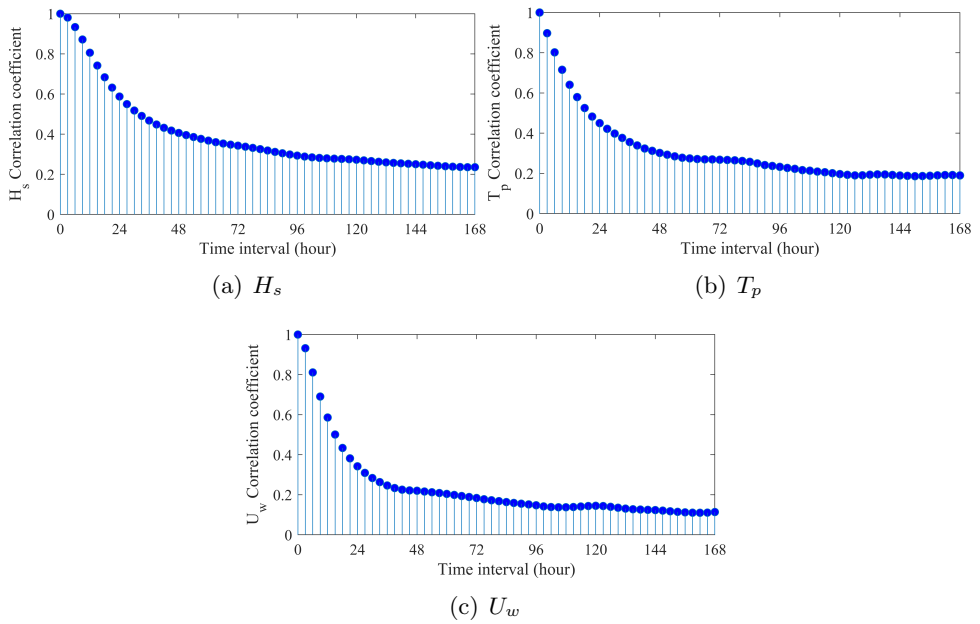 H_s Correlation coefficient
1
0.8
0.6
0.4
0.2
0
0 24 48 72 96 120 144 168
Time interval (hour)
(a) H_s
T_p Correlation coefficient
1
0.8
0.6
0.4
0.2
0
0 24 48 72 96 120 144 168
Time interval (hour)
(b) T_p
U_w Correlation coefficient
1
0.8
0.6
0.4
0.2
0
0 24 48 72 96 120 144 168
Time interval (hour)
(c) U_w